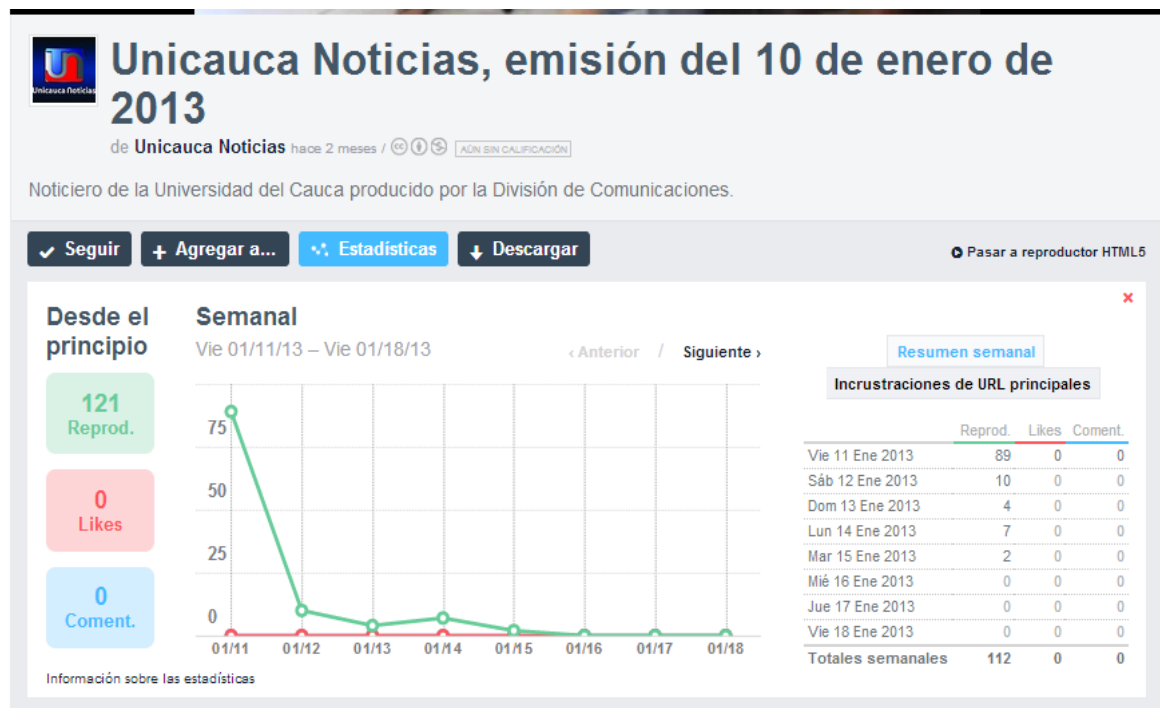 Unicauca Noticias
Unicauca Noticias, emisión del 10 de enero de
2013
de Unicauca Noticias hace 2 meses / cc AÚN SIN CALIFICACIÓN
Noticiero de la Universidad del Cauca producido por la División de Comunicaciones.
Seguir + Agregar a... Estadísticas Descargar
Pasar a reproductor HTML5
Desde el
principio
121
Reprod.
0
Likes
0
Coment.
Información sobre las estadísticas
Semanal
Vie 01/11/13 – Vie 01/18/13
‹ Anterior / Siguiente ›
75
50
25
0
01/11 01/12 01/13 01/14 01/15 01/16 01/17 01/18
x
Resumen semanal
Incrustraciones de URL principales
Reprod. Likes Coment.
Vie 11 Ene 2013 89 0 0
Sáb 12 Ene 2013 10 0 0
Dom 13 Ene 2013 4 0 0
Lun 14 Ene 2013 7 0 0
Mar 15 Ene 2013 2 0 0
Mié 16 Ene 2013 0 0 0
Jue 17 Ene 2013 0 0 0
Vie 18 Ene 2013 0 0 0
Totales semanales 112 0 0